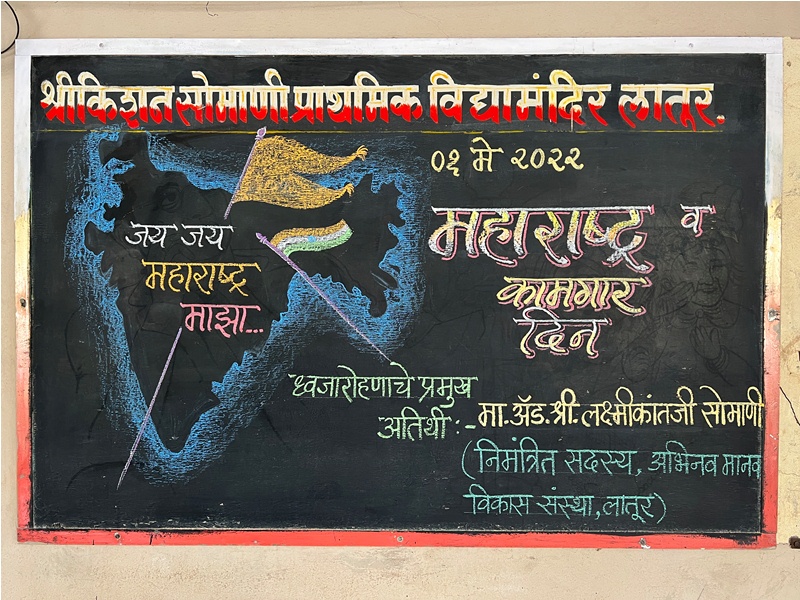 श्रीकिशन सोमाणी प्राथमिक विद्यामंदिर लातूर.
०१ मे २०२२
जय जय
महाराष्ट्र
माझा...
महाराष्ट्र व
कामगार
दिन
ध्वजारोहणाचे प्रमुख
अतिथी :- मा. ॲड. श्री. लक्ष्मीकांतजी सोमाणी
(निमंत्रित सदस्य, अभिनव मानव
विकास संस्था, लातूर)